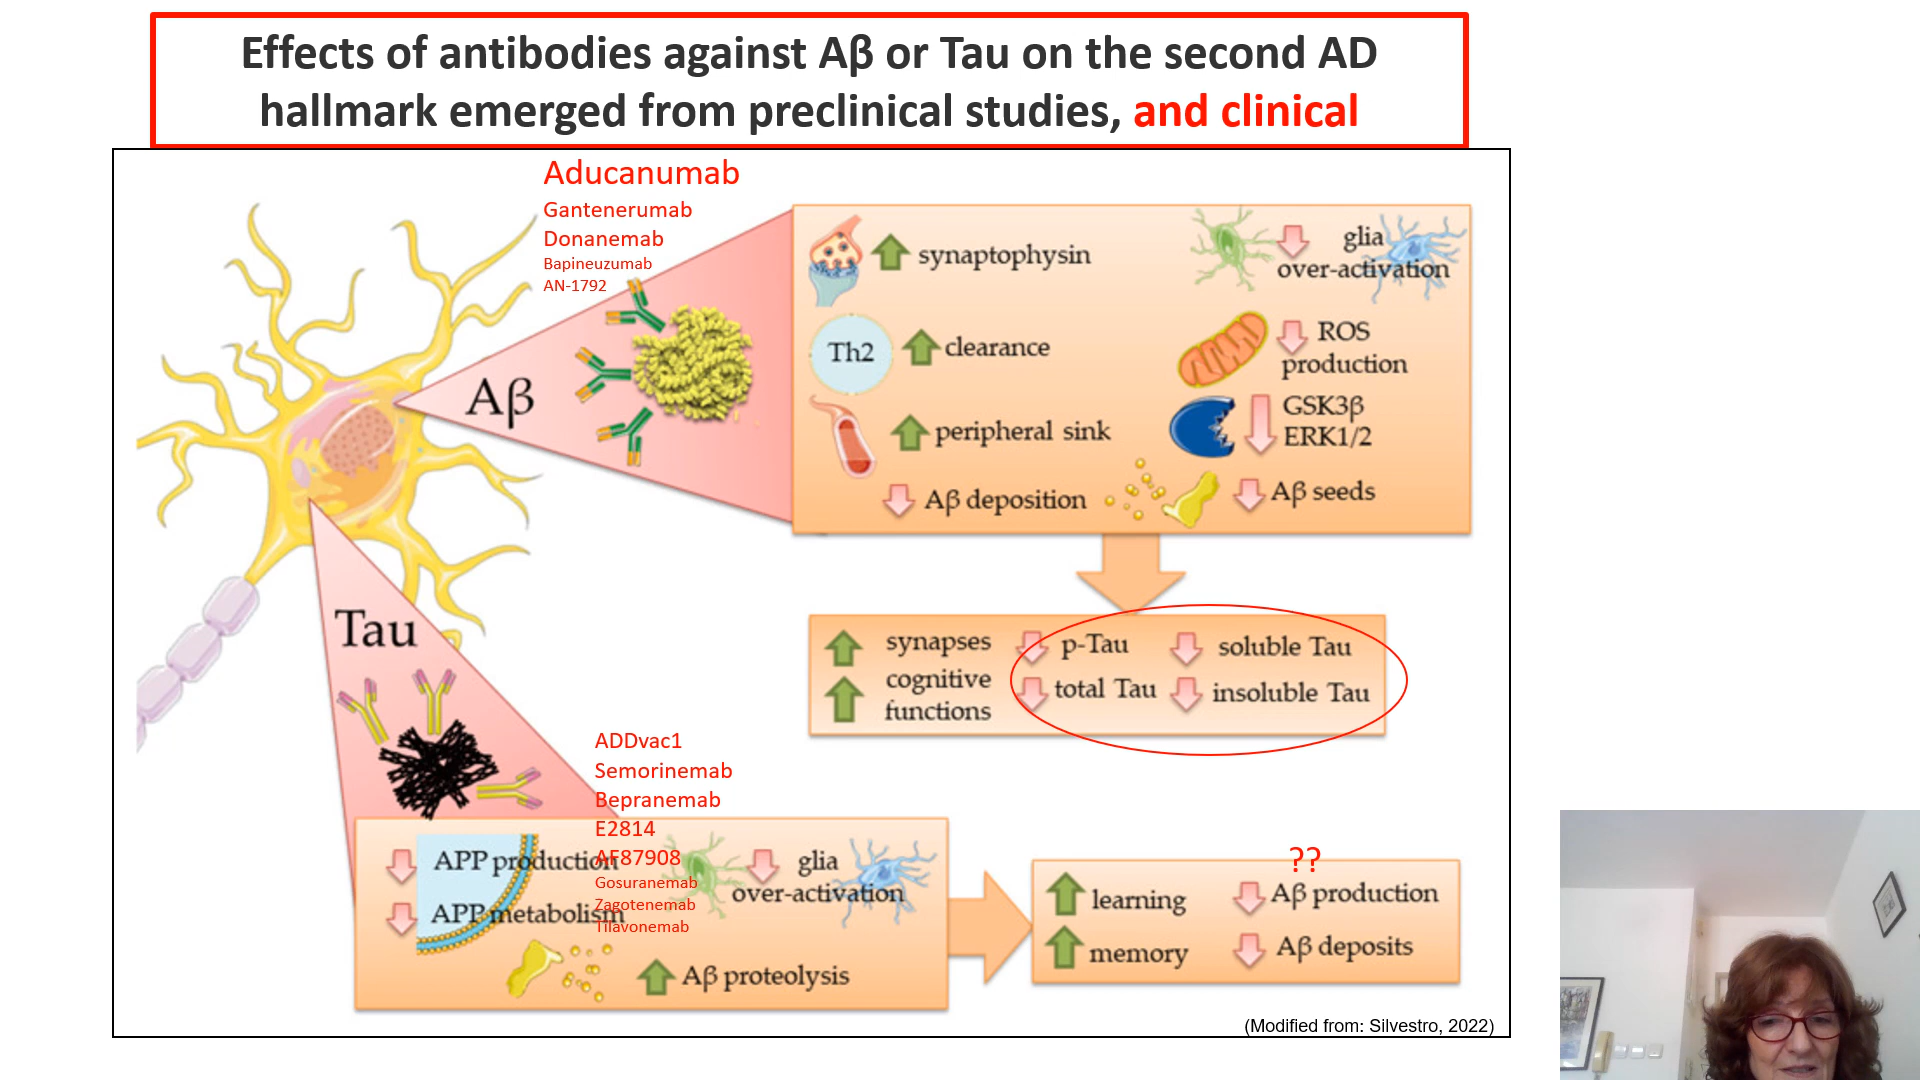 Effects of antibodies against Aβ or Tau on the second AD
hallmark emerged from preclinical studies, and clinical
Aducanumab
Gantenerumab
Donanemab
Bapineuzumab
AN-1792
Aβ
synaptophysin
glia
over-activation
Th2
clearance
ROS
production
peripheral sink
GSK3β
ERK1/2
Aβ deposition
Aβ seeds
synapses
cognitive
functions
p-Tau
soluble Tau
total Tau
insoluble Tau
Tau
ADDvac1
Semorinemab
Bepranemab
E2814
AF87908
Gosuranemab
Zagotenemab
Tilavonemab
APP production
APP metabolism
glia
over-activation
Aβ proteolysis
??
learning
memory
Aβ production
Aβ deposits
(Modified from: Silvestro, 2022)